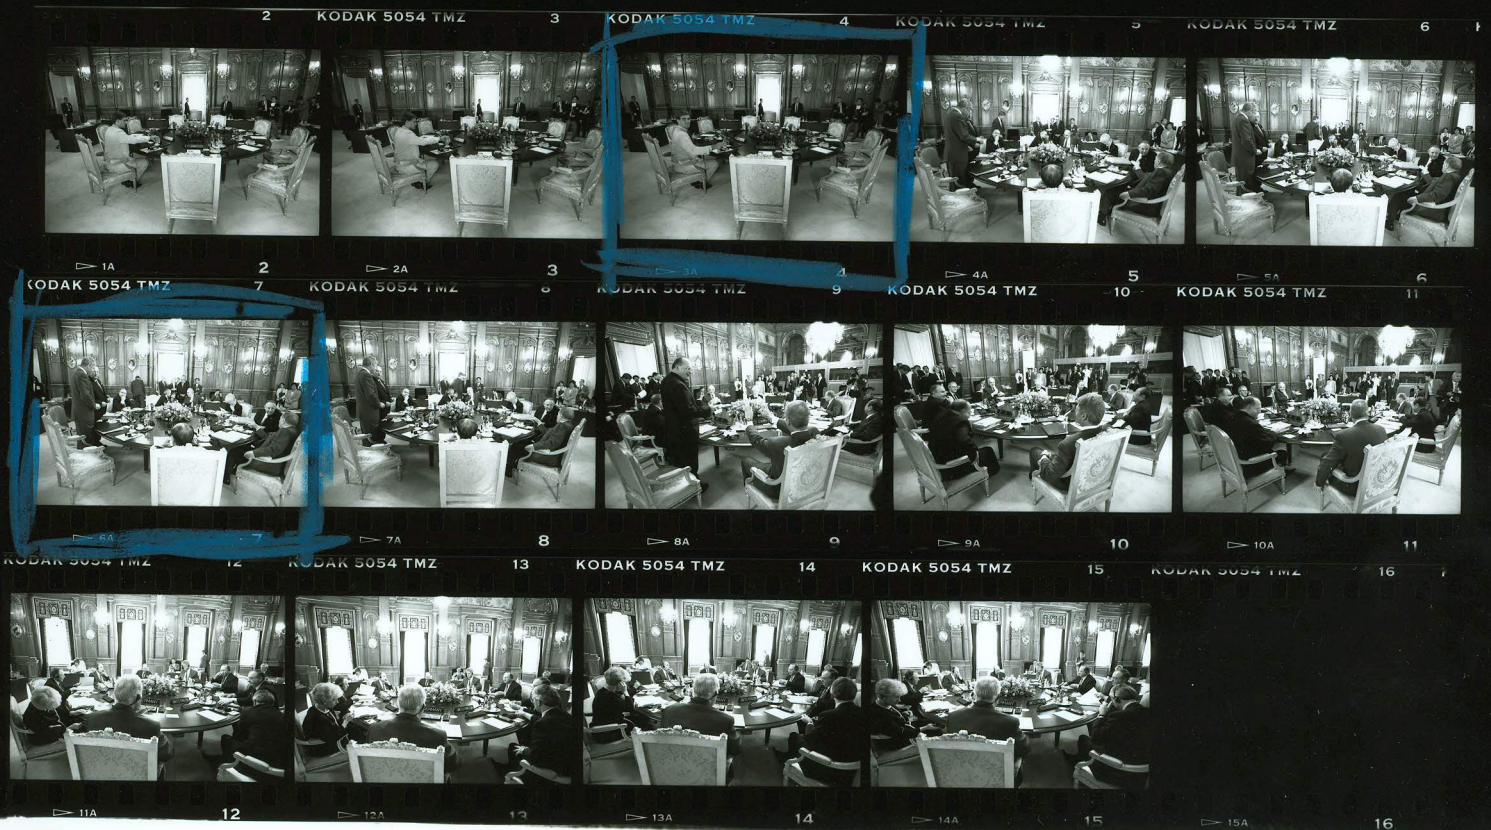 2 KODAK 5054 TMZ 3 KODAK 5054 TMZ 4 KODAK 5054 TMZ 5 KODAK 5054 TMZ 6
1A 2 2A 3 3A 4 4A 5 5A 6
KODAK 5054 TMZ 7 KODAK 5054 TMZ 8 KODAK 5054 TMZ 9 KODAK 5054 TMZ 10 KODAK 5054 TMZ 11
6A 7 7A 8 8A 9 9A 10 10A 11
KODAK 5054 TMZ 12 KODAK 5054 TMZ 13 KODAK 5054 TMZ 14 KODAK 5054 TMZ 15 KODAK 5054 TMZ 16
11A 12 12A 13 13A 14 14A 15 15A 16